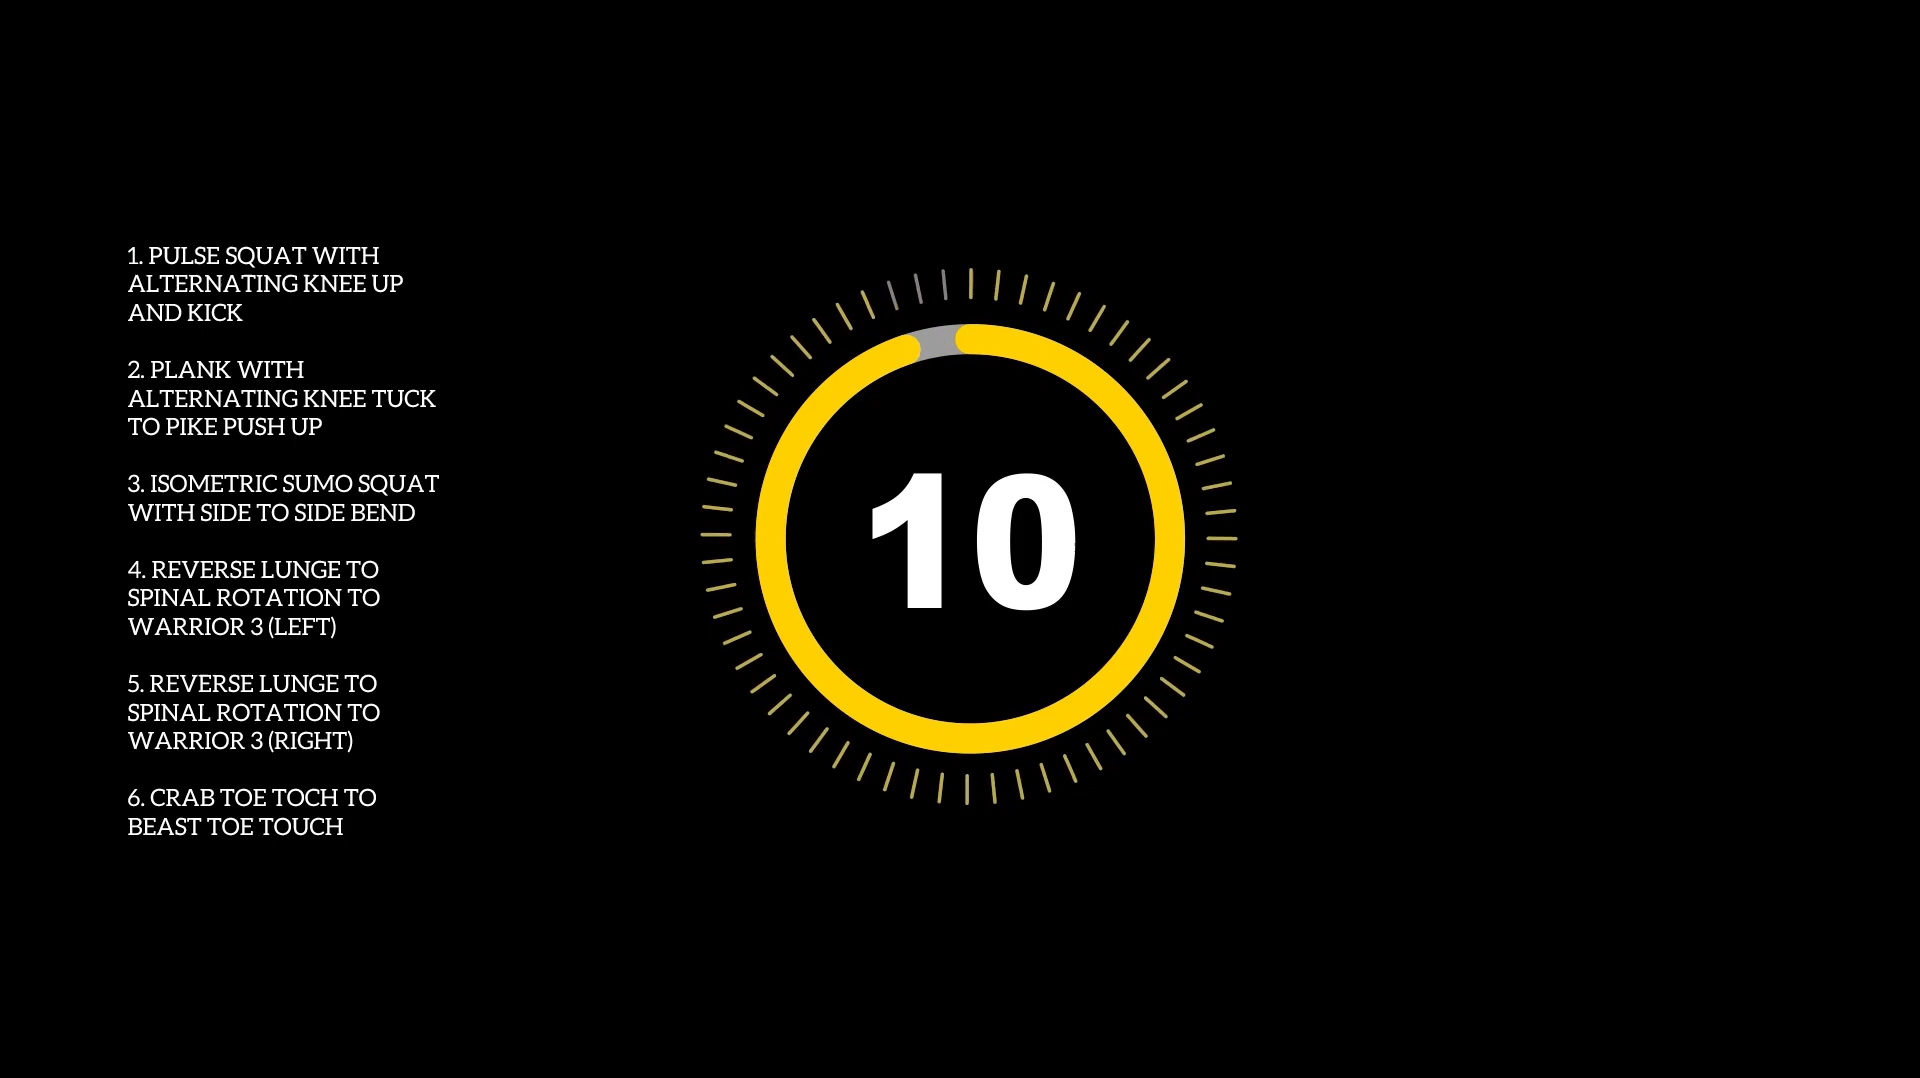 1. PULSE SQUAT WITH
ALTERNATING KNEE UP
AND KICK
2. PLANK WITH
ALTERNATING KNEE TUCK
TO PIKE PUSH UP
3. ISOMETRIC SUMO SQUAT
WITH SIDE TO SIDE BEND
4. REVERSE LUNGE TO
SPINAL ROTATION TO
WARRIOR 3 (LEFT)
5. REVERSE LUNGE TO
SPINAL ROTATION TO
WARRIOR 3 (RIGHT)
6. CRAB TOE TOCH TO
BEAST TOE TOUCH
10